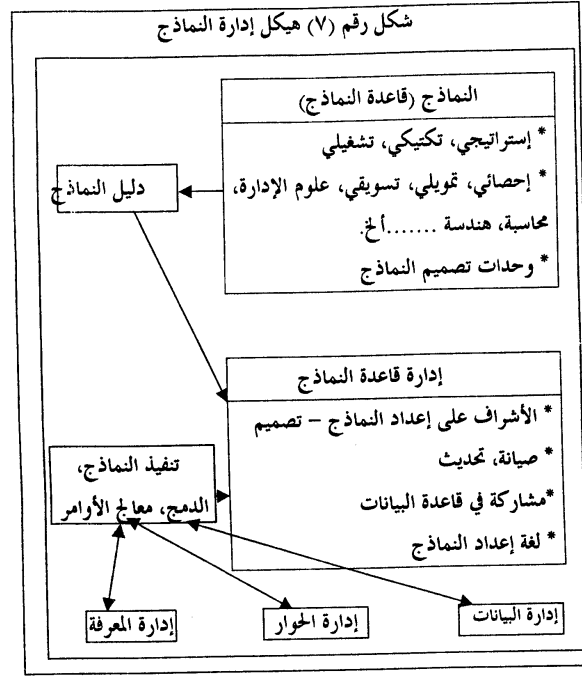 شكل رقم (٧) هيكل إدارة النماذج
النماذج (قاعدة النماذج)
* إستراتيجي، تكتيكي، تشغيلي
* إحصائي، تمويلي، تسويقي، علوم الإدارة،
محاسبة، هندسة .......ألخ.
* وحدات تصميم النماذج
دليل النماذج
إدارة قاعدة النماذج
* الأشراف على إعداد النماذج – تصميم
* صيانة، تحديث
*مشاركة في قاعدة البيانات
* لغة إعداد النماذج
تنفيذ النماذج،
الدمج، معالج الأوامر
إدارة البيانات
إدارة الحوار
إدارة المعرفة